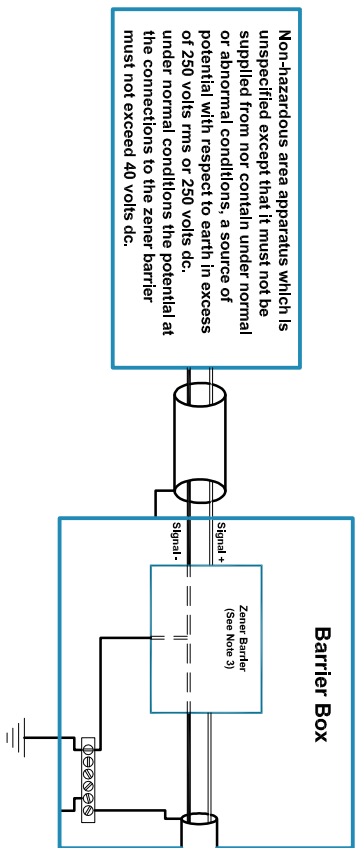 Non-hazardous area apparatus which is
unspecified except that it must not be
supplied from nor contain under normal
or abnormal conditions, a source of
potential with respect to earth in excess
of 250 volts rms or 250 volts dc.
under normal conditions the potential at
the connections to the zener barrier
must not exceed 40 volts dc.
Barrier Box
Signal +
Signal -
Zener Barrier
(See Note 3)